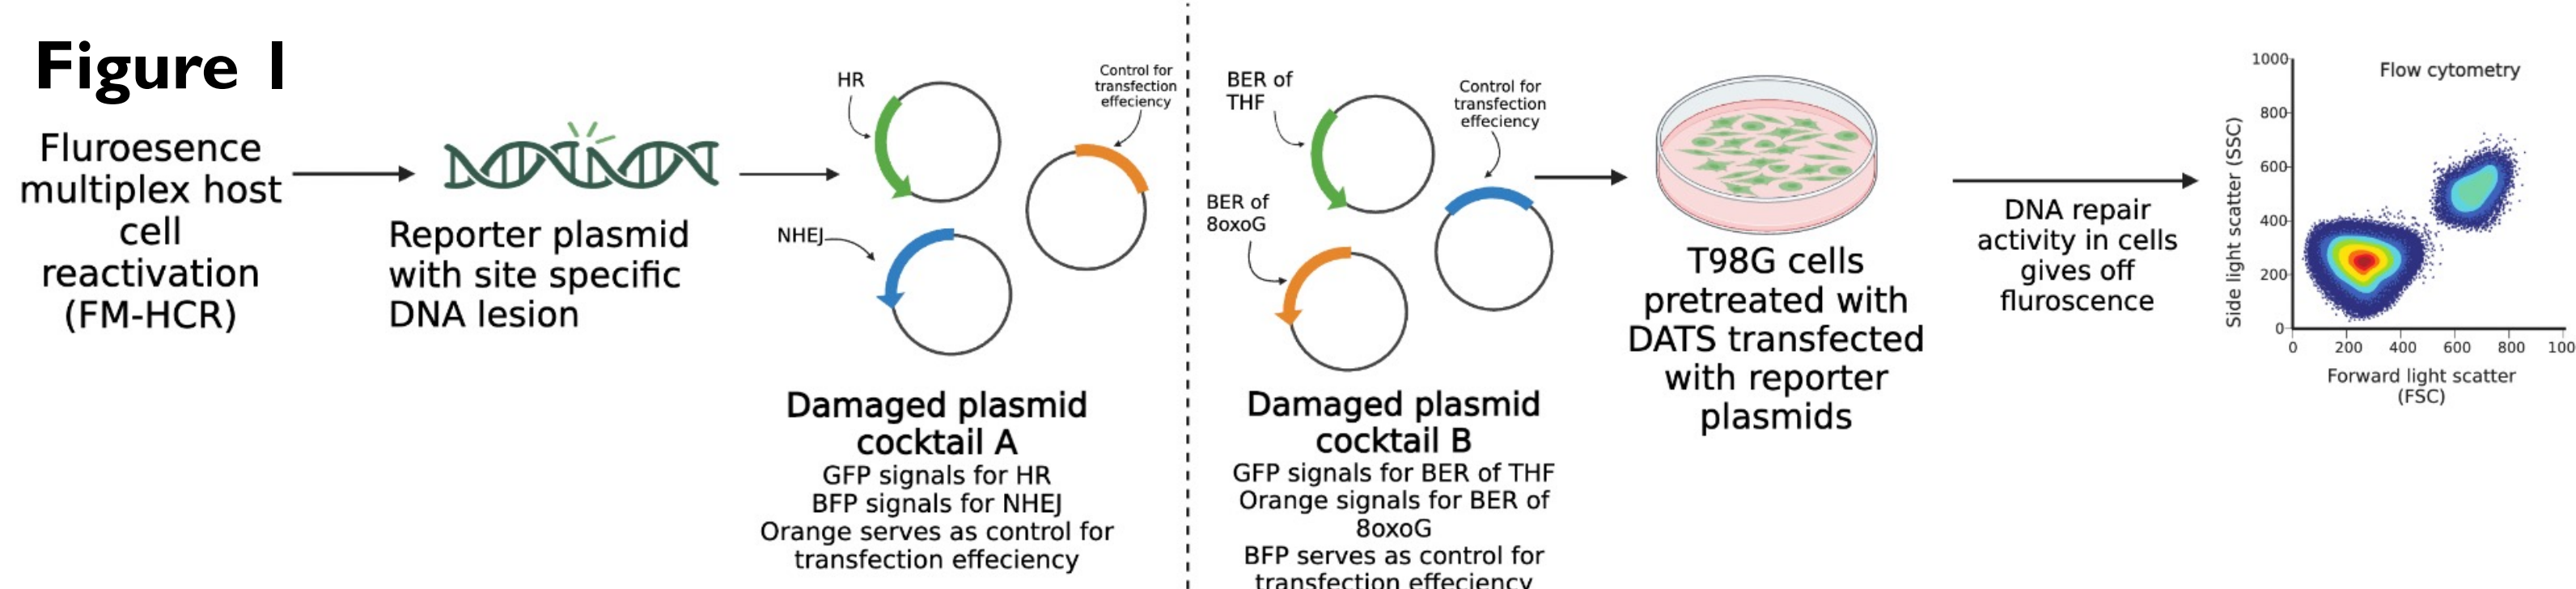 Figure 1
Fluroesence
multiplex host
cell
reactivation
(FM-HCR)
Reporter plasmid
with site specific
DNA lesion
HR
Control for
transfection
effeciency
NHEJ
Damaged plasmid
cocktail A
GFP signals for HR
BFP signals for NHEJ
Orange serves as control for
transfection effeciency
BER of
THF
Control for
transfection
effeciency
BER of
8oxoG
Damaged plasmid
cocktail B
GFP signals for BER of THF
Orange signals for BER of
8oxoG
BFP serves as control for
transfection effeciency
T98G cells
pretreated with
DATS transfected
with reporter
plasmids
DNA repair
activity in cells
gives off
fluroscence
Flow cytometry
Side light scatter (SSC)
1000
800
600
400
200
0
0 200 400 600 800 100
Forward light scatter
(FSC)